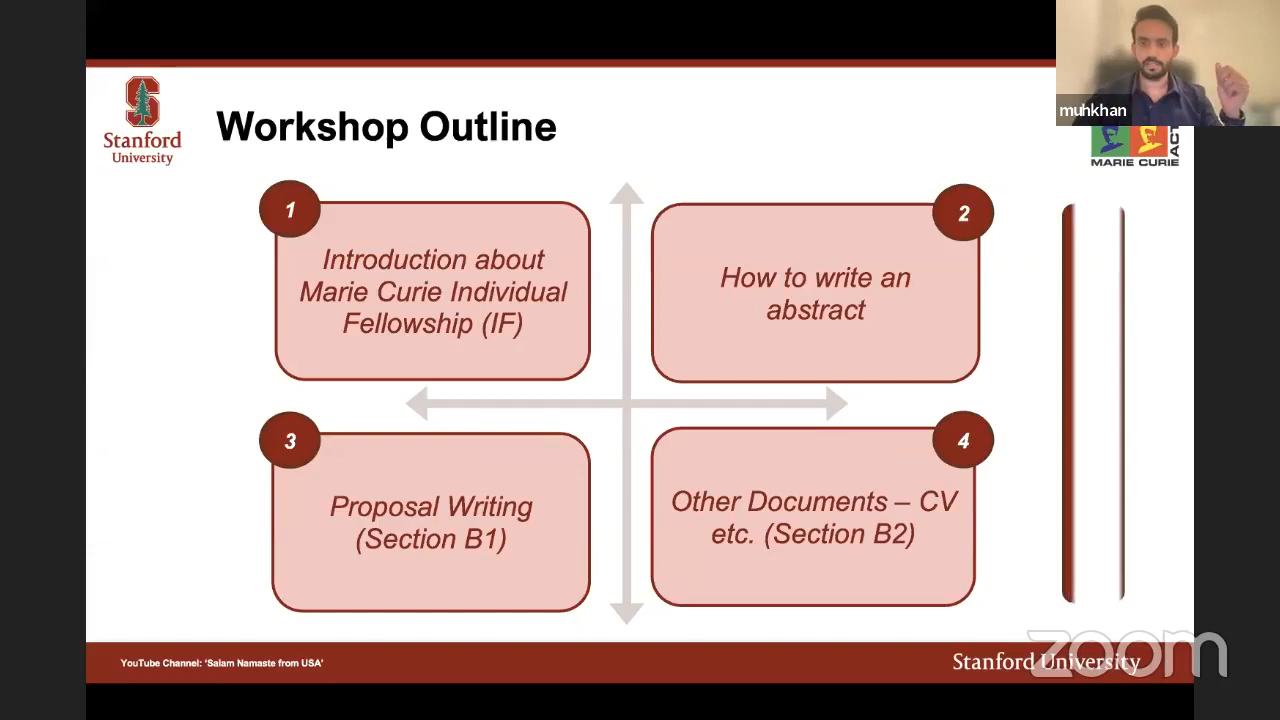 muhkhan
Stanford
University
Workshop Outline
MARIE CURIE ACT
1
Introduction about
Marie Curie Individual
Fellowship (IF)
2
How to write an
abstract
3
Proposal Writing
(Section B1)
4
Other Documents – CV
etc. (Section B2)
YouTube Channel: ‘Salam Namaste from USA’
Stanford University
zoom